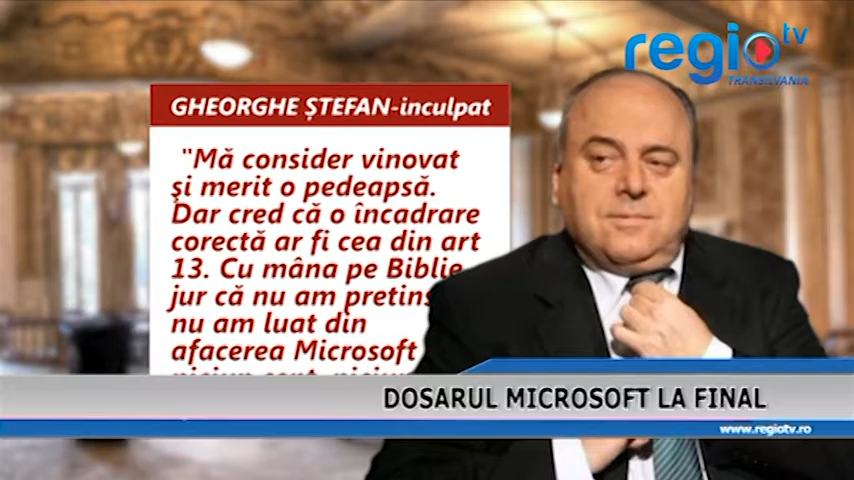 regio tv
TRANSILVANIA
GHEORGHE ȘTEFAN-inculpat
"Mă consider vinovat
și merit o pedeapsă.
Dar cred că o încadrare
corectă ar fi cea din art
13. Cu mâna pe Biblie
jur că nu am pretins
nu am luat din
afacerea Microsoft
DOSARUL MICROSOFT LA FINAL
www.regiotv.ro